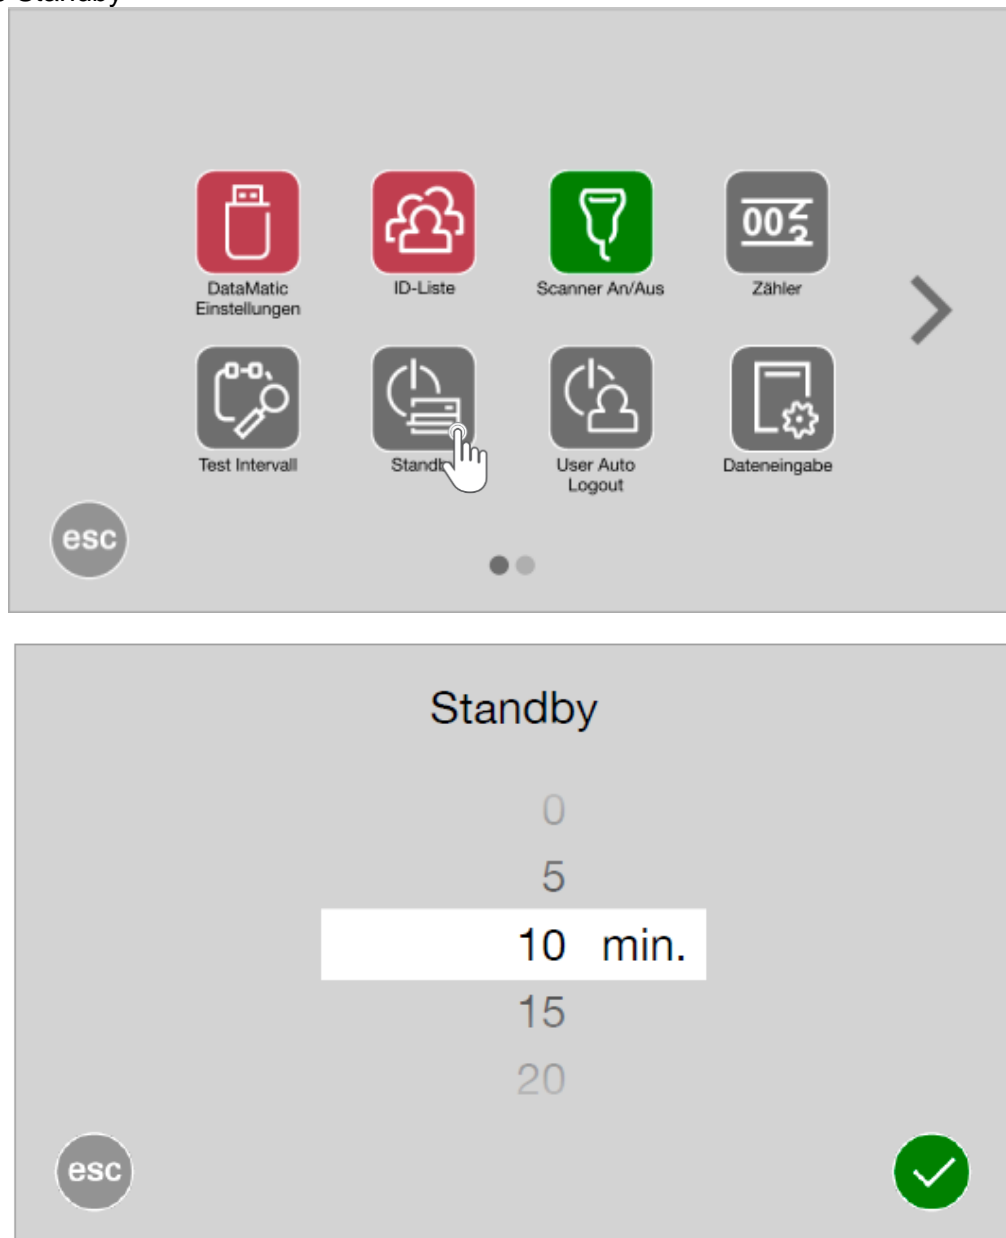 Standby
002
DataMatic
Einstellungen
ID-Liste
Scanner An/Aus
Zähler
Test Intervall
User Auto
Logout
Dateneingabe
esc
Standby
0
5
10 min.
15
20
esc